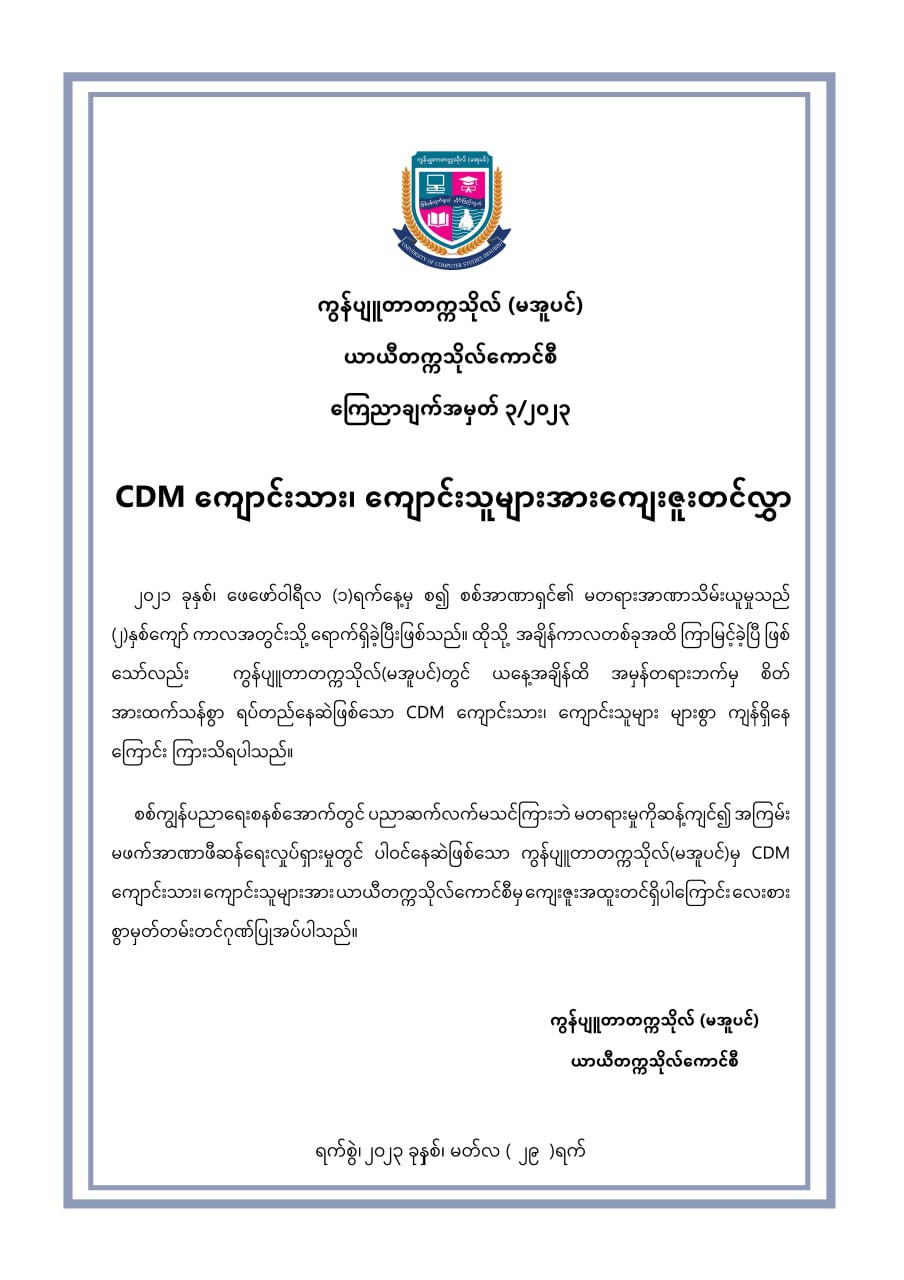 ကွန်ပျူတာတက္ကသိုလ် (မအူပင်)
UNIVERSITY OF COMPUTER STUDIES (MAUBIN)
ကွန်ပျူတာတက္ကသိုလ် (မအူပင်)
ယာယီတက္ကသိုလ်ကောင်စီ
ကြေညာချက်အမှတ် ၃/၂၀၂၃
CDM ကျောင်းသား၊ ကျောင်းသူများအားကျေးဇူးတင်လွှာ
၂၀၂၁ ခုနှစ်၊ ဖေဖော်ဝါရီလ (၁)ရက်နေ့မှ စ၍ စစ်အာဏာရှင်၏ မတရားအာဏာသိမ်းယူမှုသည်
(၂)နှစ်ကျော် ကာလအတွင်းသို့ ရောက်ရှိခဲ့ပြီးဖြစ်သည်။ ထိုသို့ အချိန်ကာလတစ်ခုအထိ ကြာမြင့်ခဲ့ပြီ ဖြစ်
သော်လည်း ကွန်ပျူတာတက္ကသိုလ်(မအူပင်)တွင် ယနေ့အချိန်ထိ အမှန်တရားဘက်မှ စိတ်
အားထက်သန်စွာ ရပ်တည်နေဆဲဖြစ်သော CDM ကျောင်းသား၊ ကျောင်းသူများ များစွာ ကျန်ရှိနေ
ကြောင်း ကြားသိရပါသည်။
စစ်ကျွန်ပညာရေးစနစ်အောက်တွင် ပညာဆက်လက်မသင်ကြားဘဲ မတရားမှုကိုဆန့်ကျင်၍ အကြမ်း
မဖက်အာဏာဖီဆန်ရေးလှုပ်ရှားမှုတွင် ပါဝင်နေဆဲဖြစ်သော ကွန်ပျူတာတက္ကသိုလ်(မအူပင်)မှ CDM
ကျောင်းသား၊ ကျောင်းသူများအား ယာယီတက္ကသိုလ်ကောင်စီမှ ကျေးဇူးအထူးတင်ရှိပါကြောင်း လေးစား
စွာမှတ်တမ်းတင်ဂုဏ်ပြုအပ်ပါသည်။
ကွန်ပျူတာတက္ကသိုလ် (မအူပင်)
ယာယီတက္ကသိုလ်ကောင်စီ
ရက်စွဲ၊ ၂၀၂၃ ခုနှစ်၊ မတ်လ ( ၂၉ )ရက်